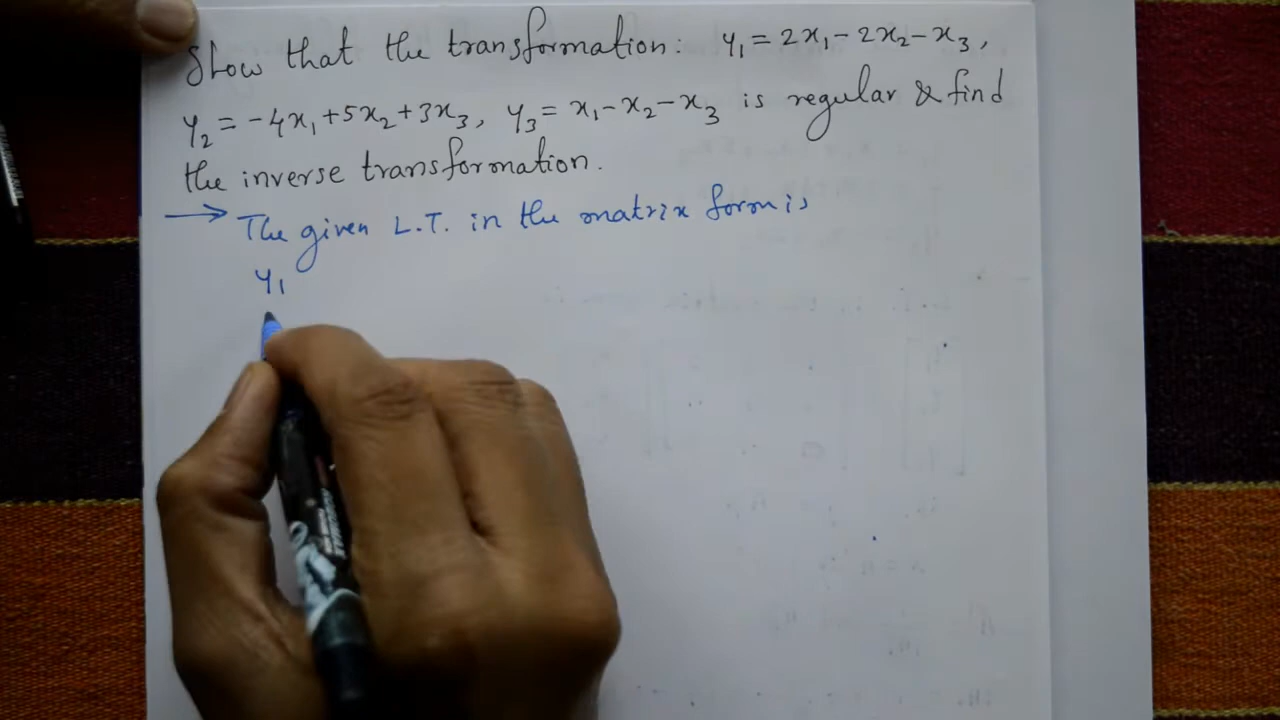 Show that the transformation: y₁ = 2x₁ - 2x₂ - x₃,
y₂ = -4x₁ + 5x₂ + 3x₃, y₃ = x₁ - x₂ - x₃ is regular & find
the inverse transformation.
→ The given L.T. in the matrix form is
y₁